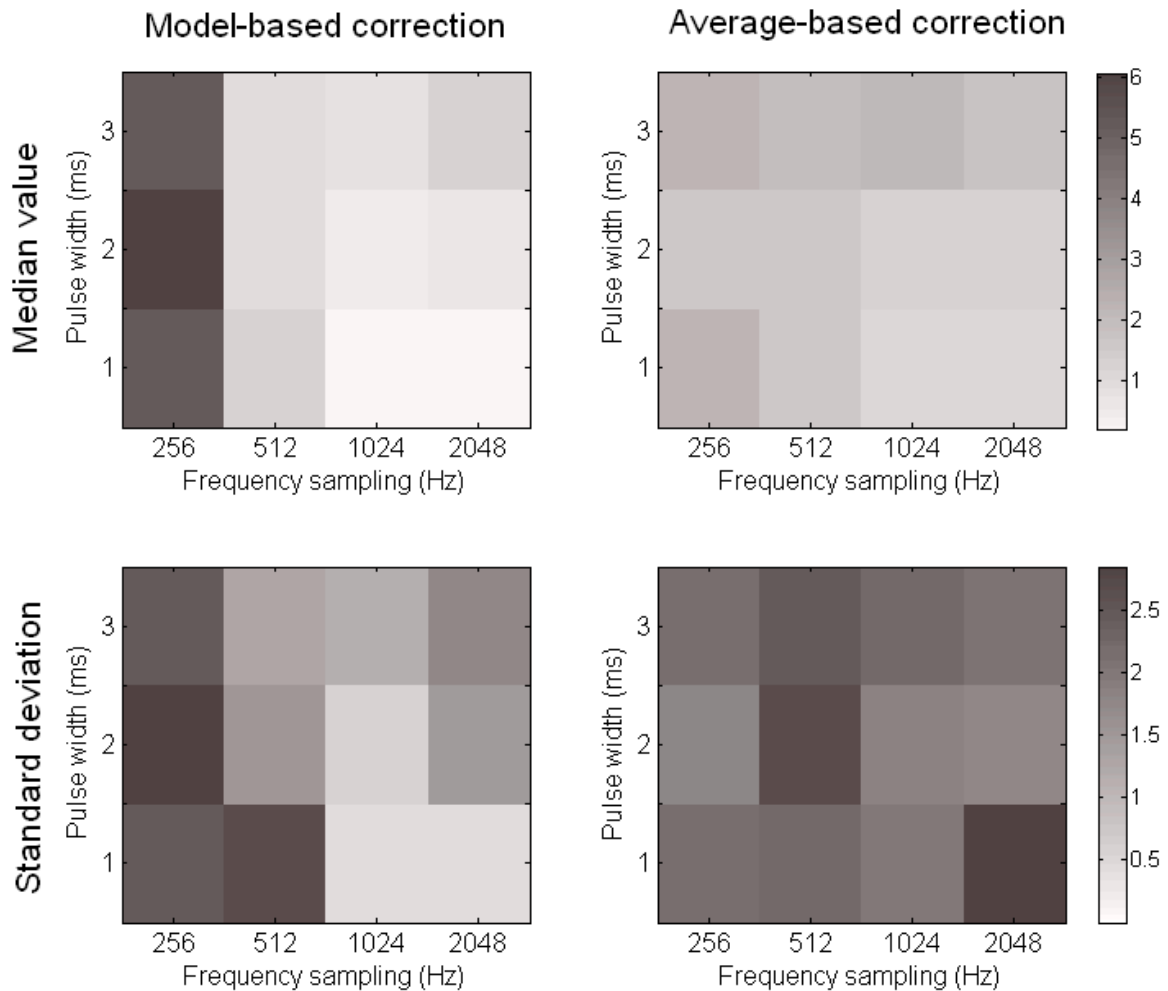 Model-based correction
Average-based correction
Median value
Pulse width (ms)
3
2
1
256 512 1024 2048
Frequency sampling (Hz)
Pulse width (ms)
3
2
1
256 512 1024 2048
Frequency sampling (Hz)
6
5
4
3
2
1
Standard deviation
Pulse width (ms)
3
2
1
256 512 1024 2048
Frequency sampling (Hz)
Pulse width (ms)
3
2
1
256 512 1024 2048
Frequency sampling (Hz)
2.5
2
1.5
1
0.5